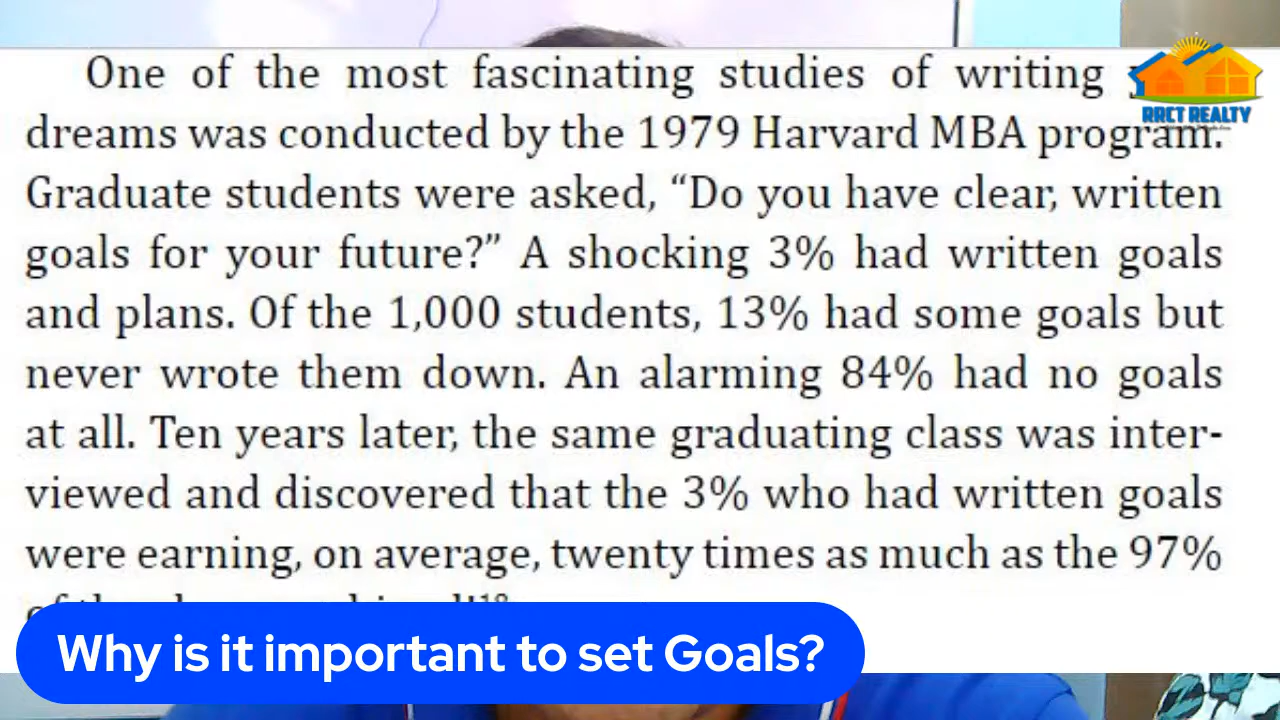 One of the most fascinating studies of writing
dreams was conducted by the 1979 Harvard MBA program.
Graduate students were asked, “Do you have clear, written
goals for your future?” A shocking 3% had written goals
and plans. Of the 1,000 students, 13% had some goals but
never wrote them down. An alarming 84% had no goals
at all. Ten years later, the same graduating class was inter-
viewed and discovered that the 3% who had written goals
were earning, on average, twenty times as much as the 97%
RRCT REALTY
Why is it important to set Goals?